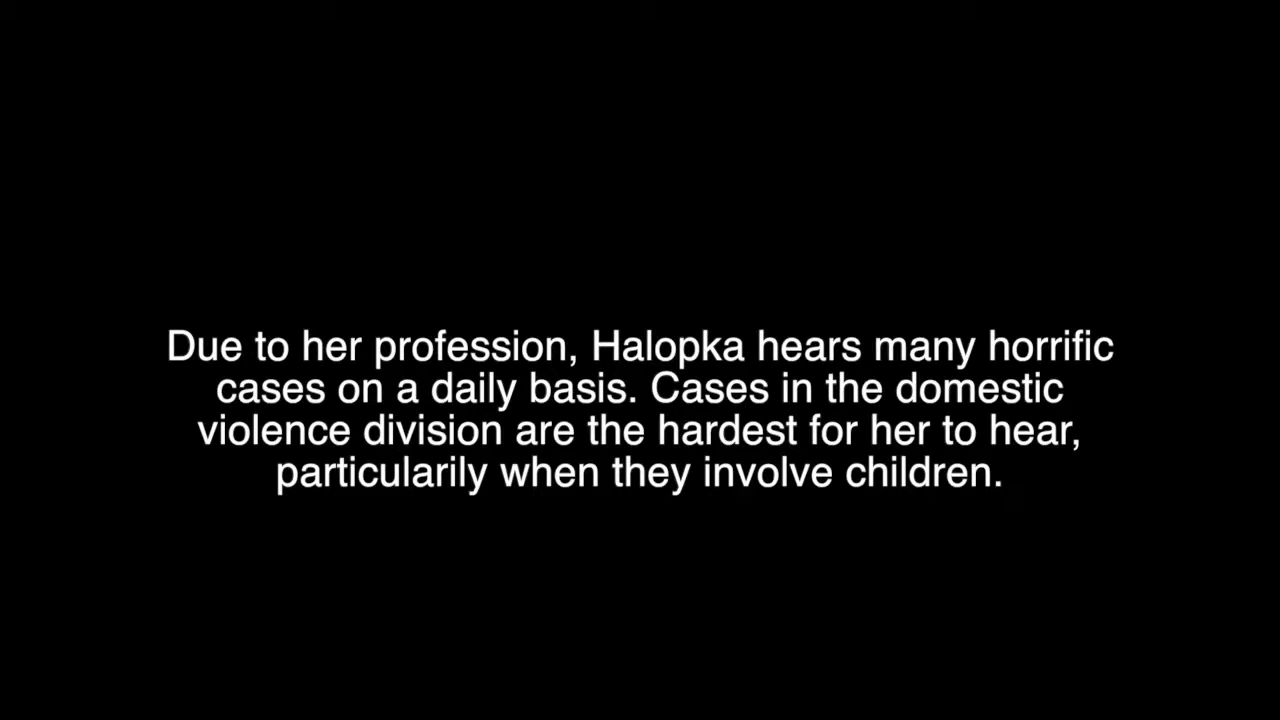 Due to her profession, Halopka hears many horrific
cases on a daily basis. Cases in the domestic
violence division are the hardest for her to hear,
particularily when they involve children.